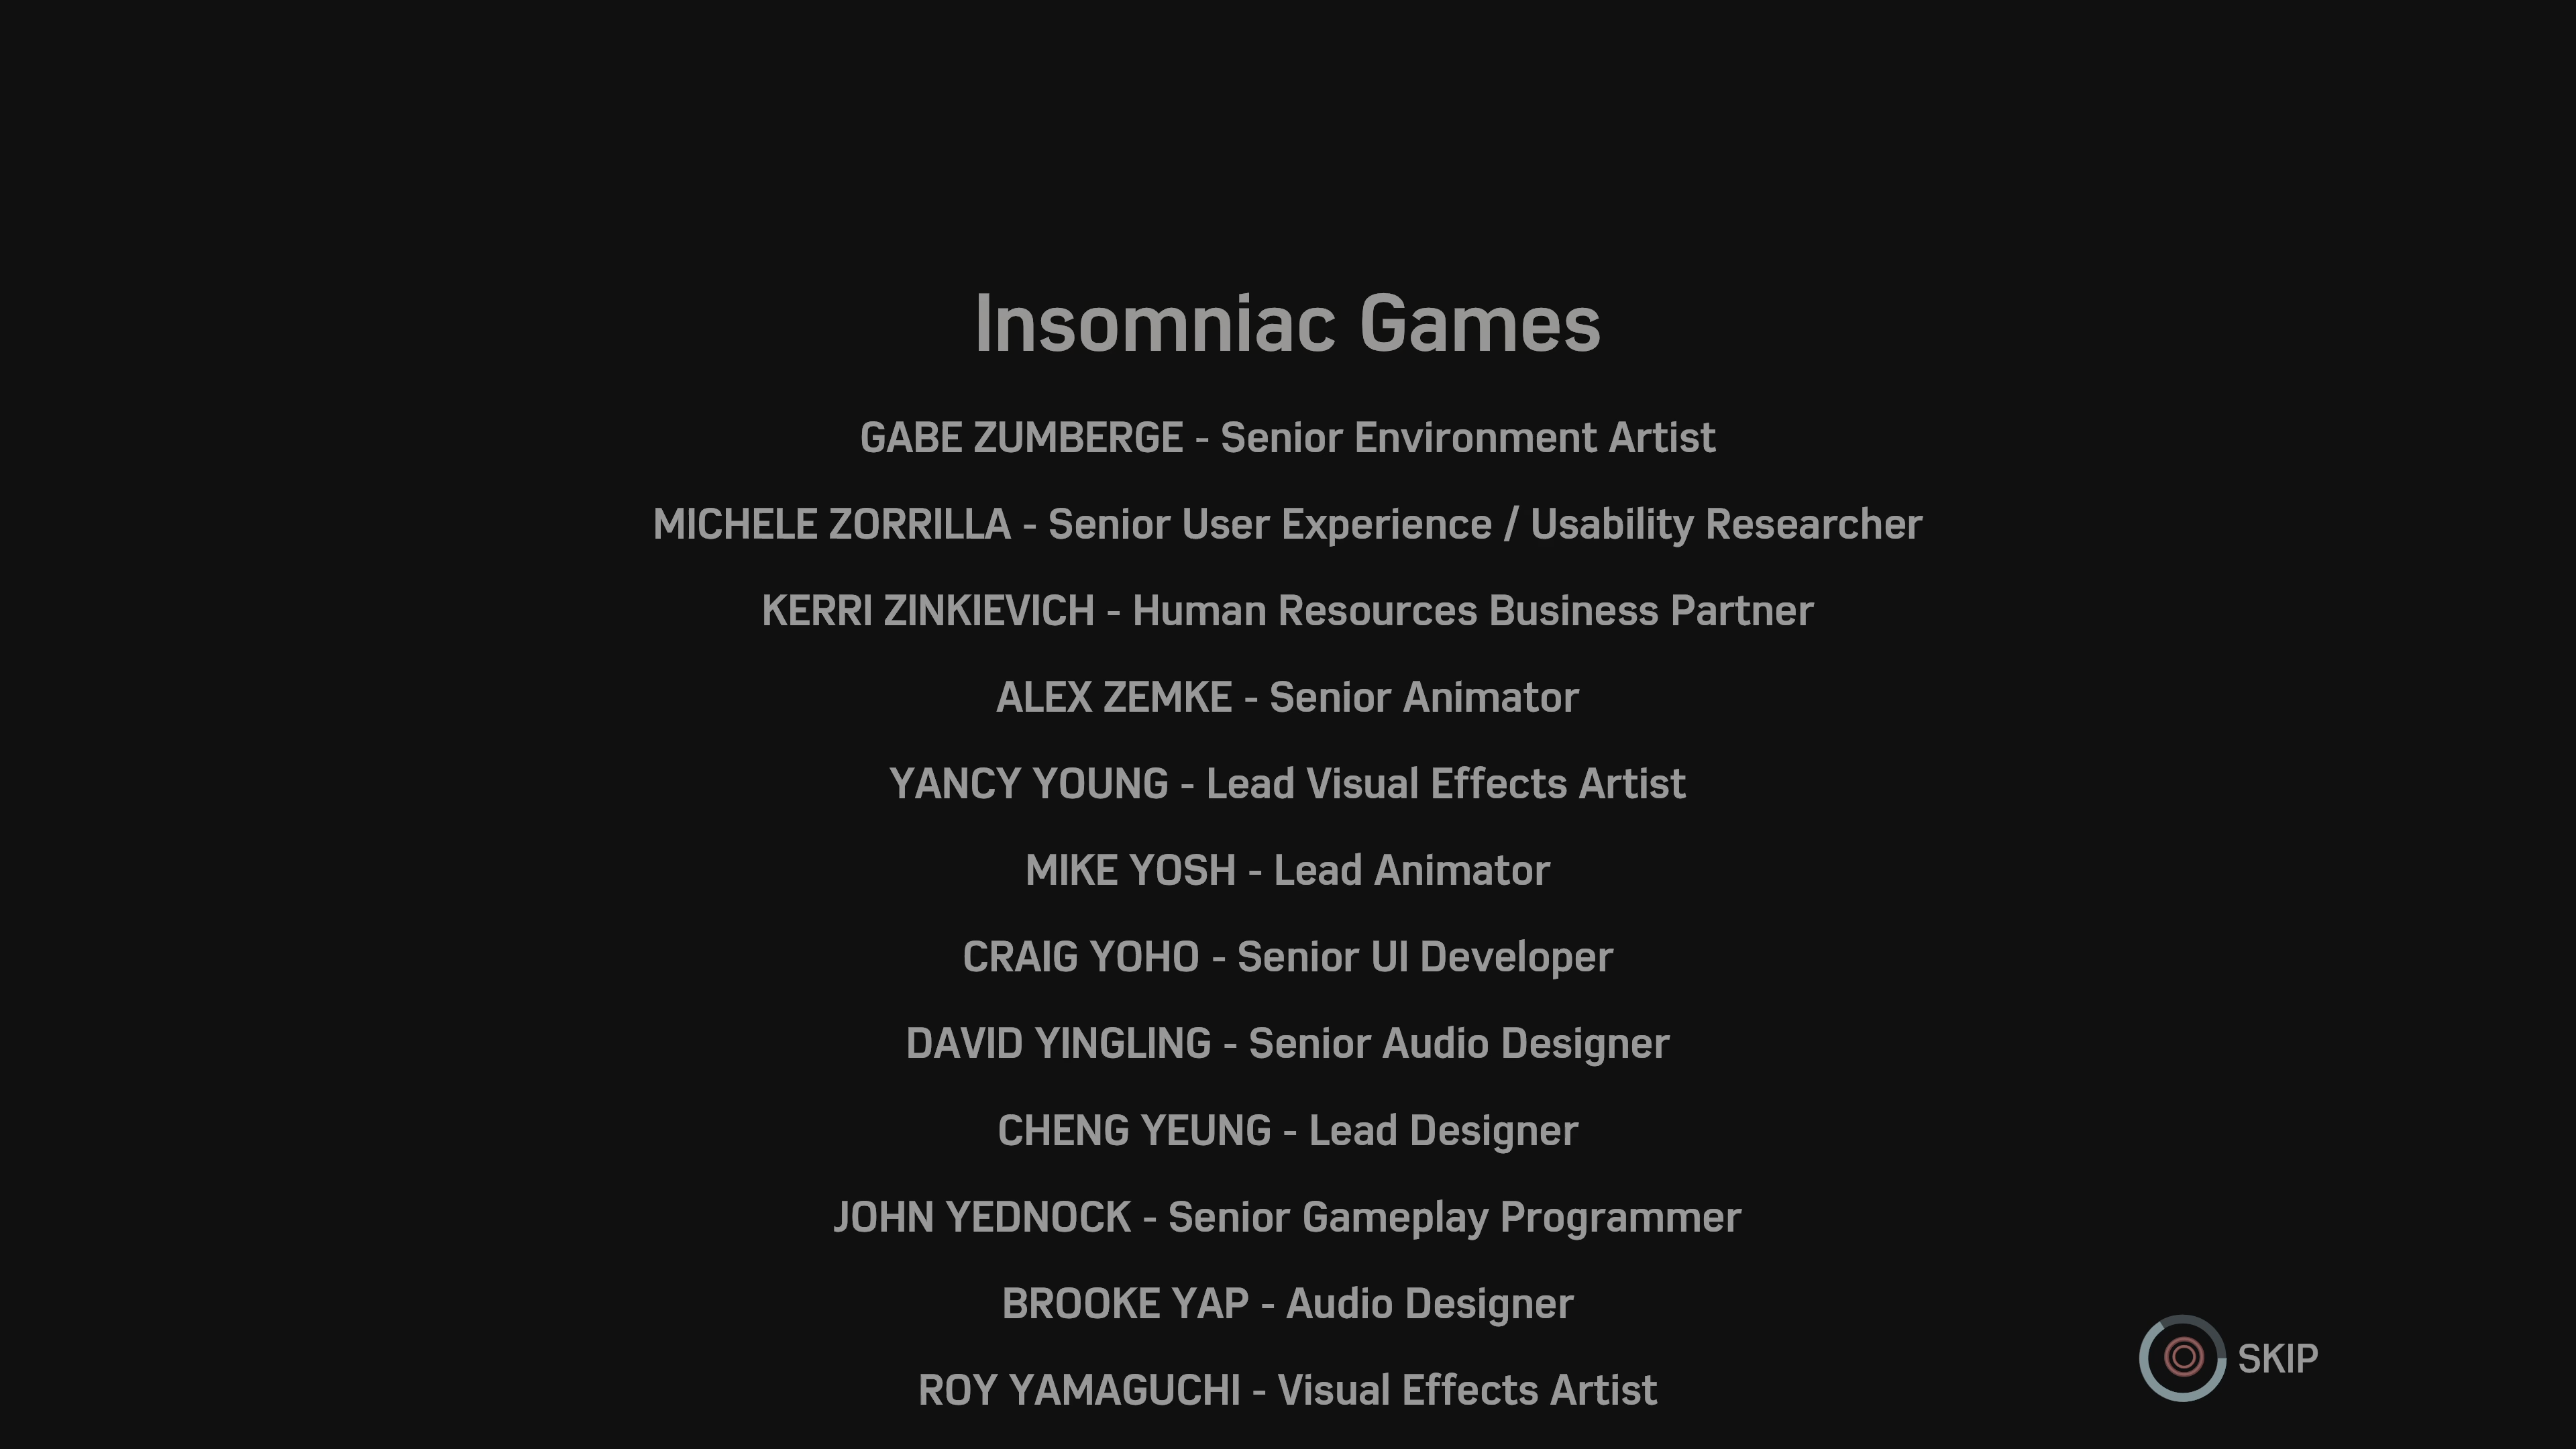 Insomniac Games
GABE ZUMBERGE - Senior Environment Artist
MICHELE ZORRILLA - Senior User Experience / Usability Researcher
KERRI ZINKIEVICH - Human Resources Business Partner
ALEX ZEMKE - Senior Animator
YANCY YOUNG - Lead Visual Effects Artist
MIKE YOSH - Lead Animator
CRAIG YOHO - Senior UI Developer
DAVID YINGLING - Senior Audio Designer
CHENG YEUNG - Lead Designer
JOHN YEDNOCK - Senior Gameplay Programmer
BROOKE YAP - Audio Designer
SKIP
ROY YAMAGUCHI - Visual Effects Artist